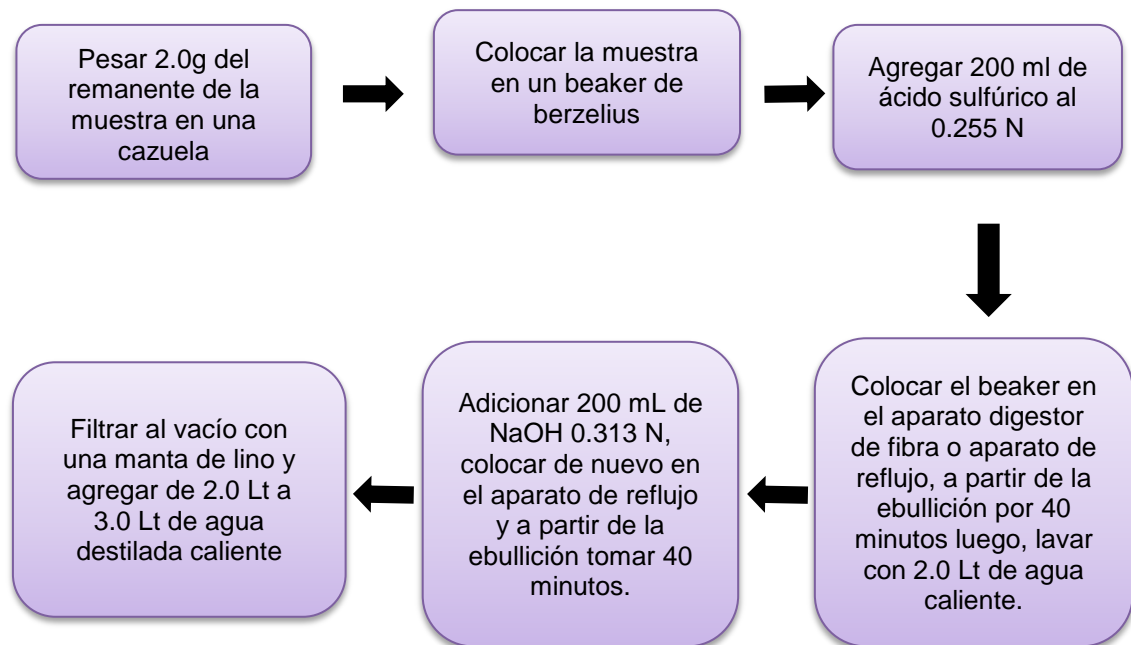 Pesar 2.0g del
remanente de la
muestra en una
cazuela
Colocar la muestra
en un beaker de
berzelius
Agregar 200 ml de
ácido sulfúrico al
0.255 N
Colocar el beaker en
el aparato digestor
de fibra o aparato de
reflujo, a partir de la
ebullición por 40
minutos luego, lavar
con 2.0 Lt de agua
caliente.
Adicionar 200 mL de
NaOH 0.313 N,
colocar de nuevo en
el aparato de reflujo
y a partir de la
ebullición tomar 40
minutos.
Filtrar al vacío con
una manta de lino y
agregar de 2.0 Lt a
3.0 Lt de agua
destilada caliente